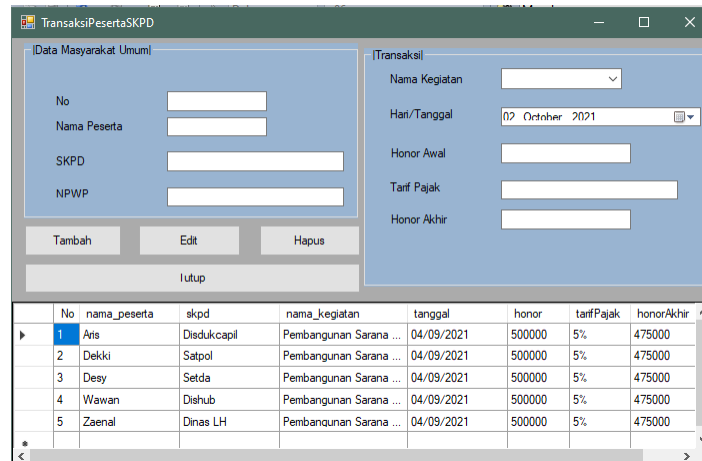 TransaksiPesertaSKPD
|Data Masyarakat Umum|
No
Nama Peserta
SKPD
NPWP
|Transaksi|
Nama Kegiatan
Hari/Tanggal 02 October 2021
Honor Awal
Tarif Pajak
Honor Akhir
Tambah Edit Hapus
Tutup
No nama_peserta skpd nama_kegiatan tanggal honor tarifPajak honorAkhir
1 Aris Disdukcapil Pembangunan Sarana ... 04/09/2021 500000 5% 475000
2 Dekki Satpol Pembangunan Sarana ... 04/09/2021 500000 5% 475000
3 Desy Setda Pembangunan Sarana ... 04/09/2021 500000 5% 475000
4 Wawan Dishub Pembangunan Sarana ... 04/09/2021 500000 5% 475000
5 Zaenal Dinas LH Pembangunan Sarana ... 04/09/2021 500000 5% 475000